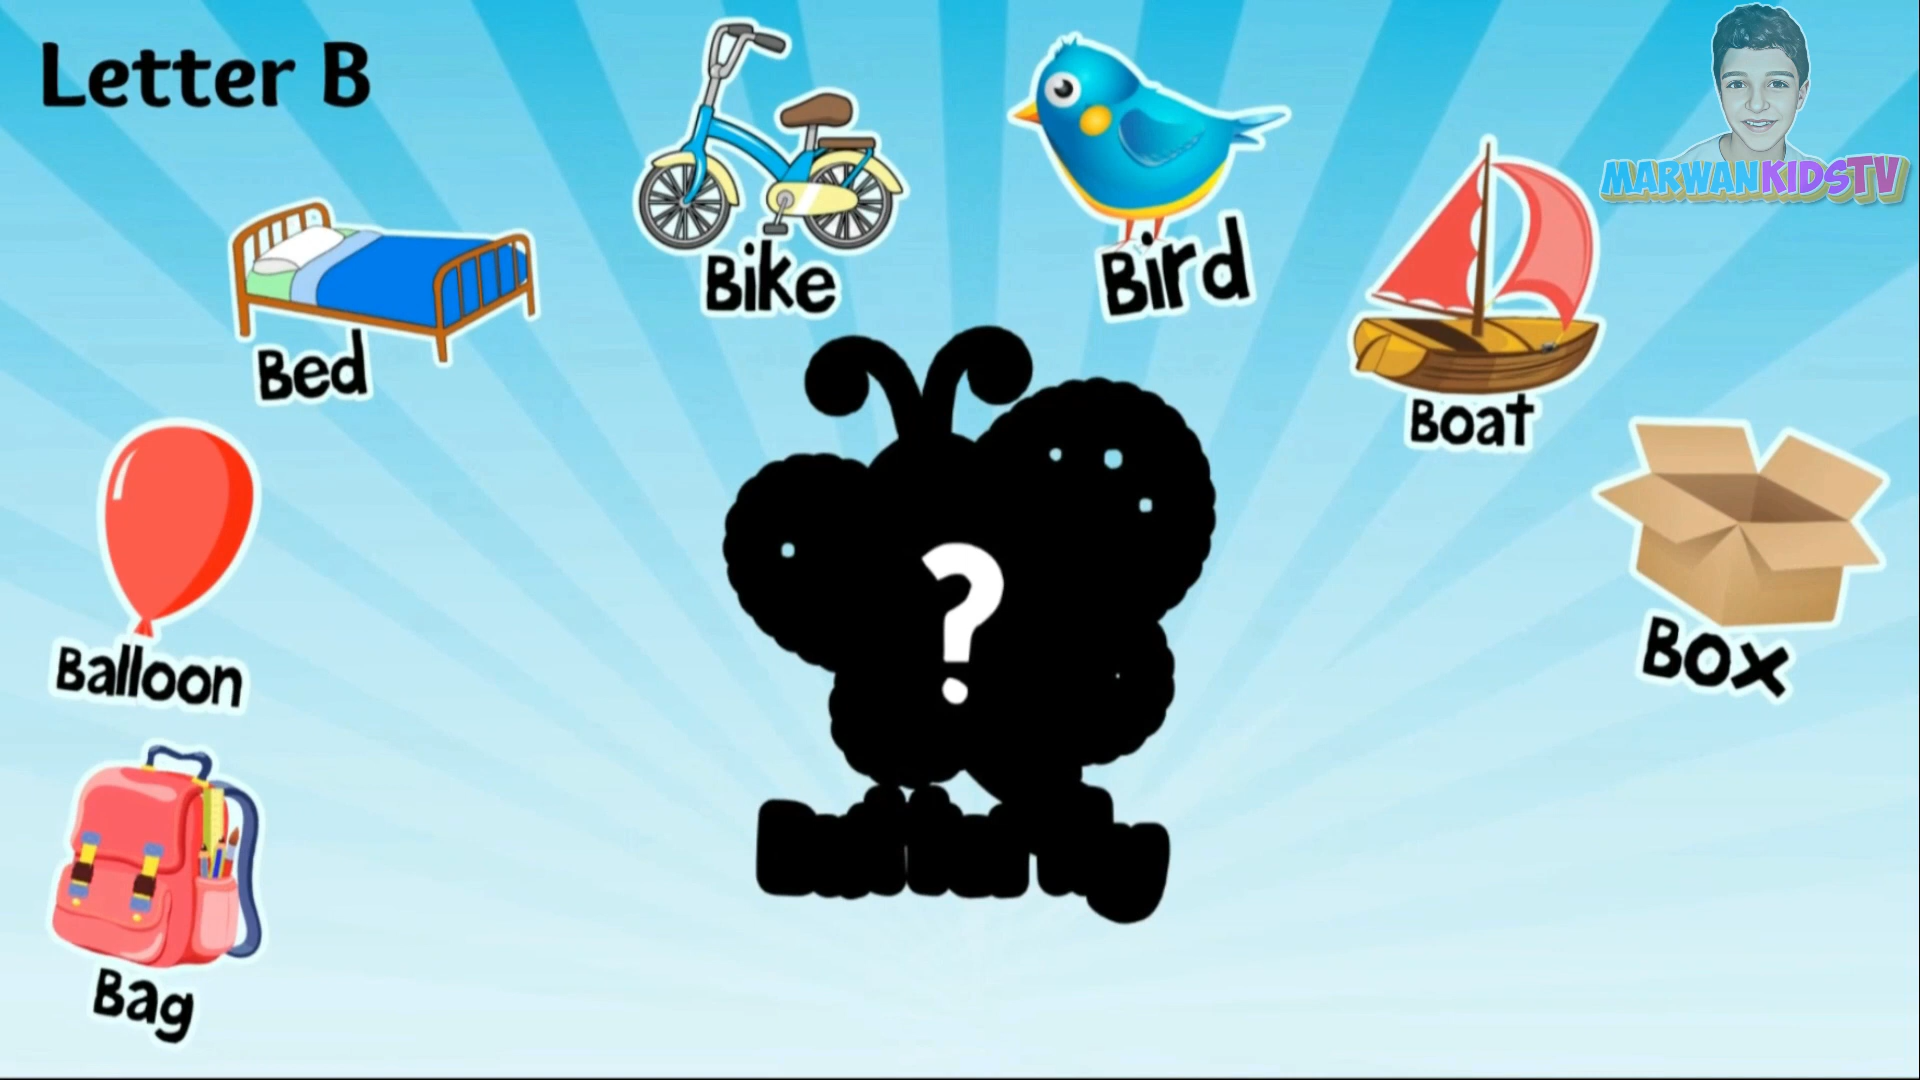 Letter B
MARWANKIDSTV
Bike
Bird
Bed
Boat
Balloon
Box
?
Bag